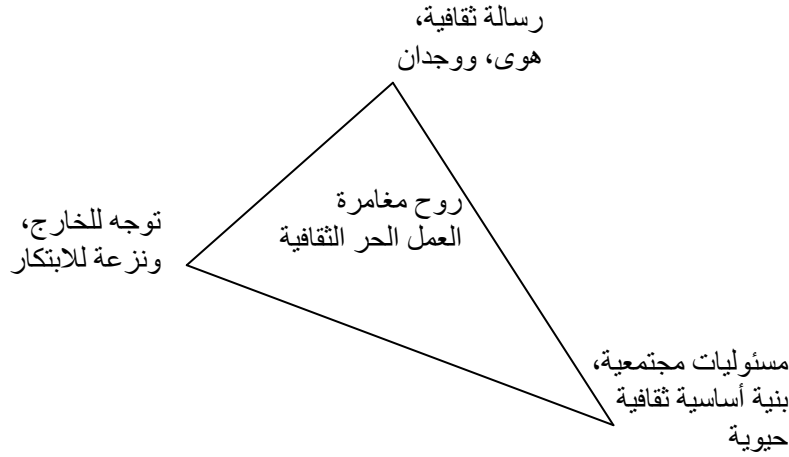 رسالة ثقافية،
هوى، ووجدان
روح مغامرة
العمل الحر الثقافية
توجه للخارج،
ونزعة للابتكار
مسئوليات مجتمعية،
بنية أساسية ثقافية
حيوية